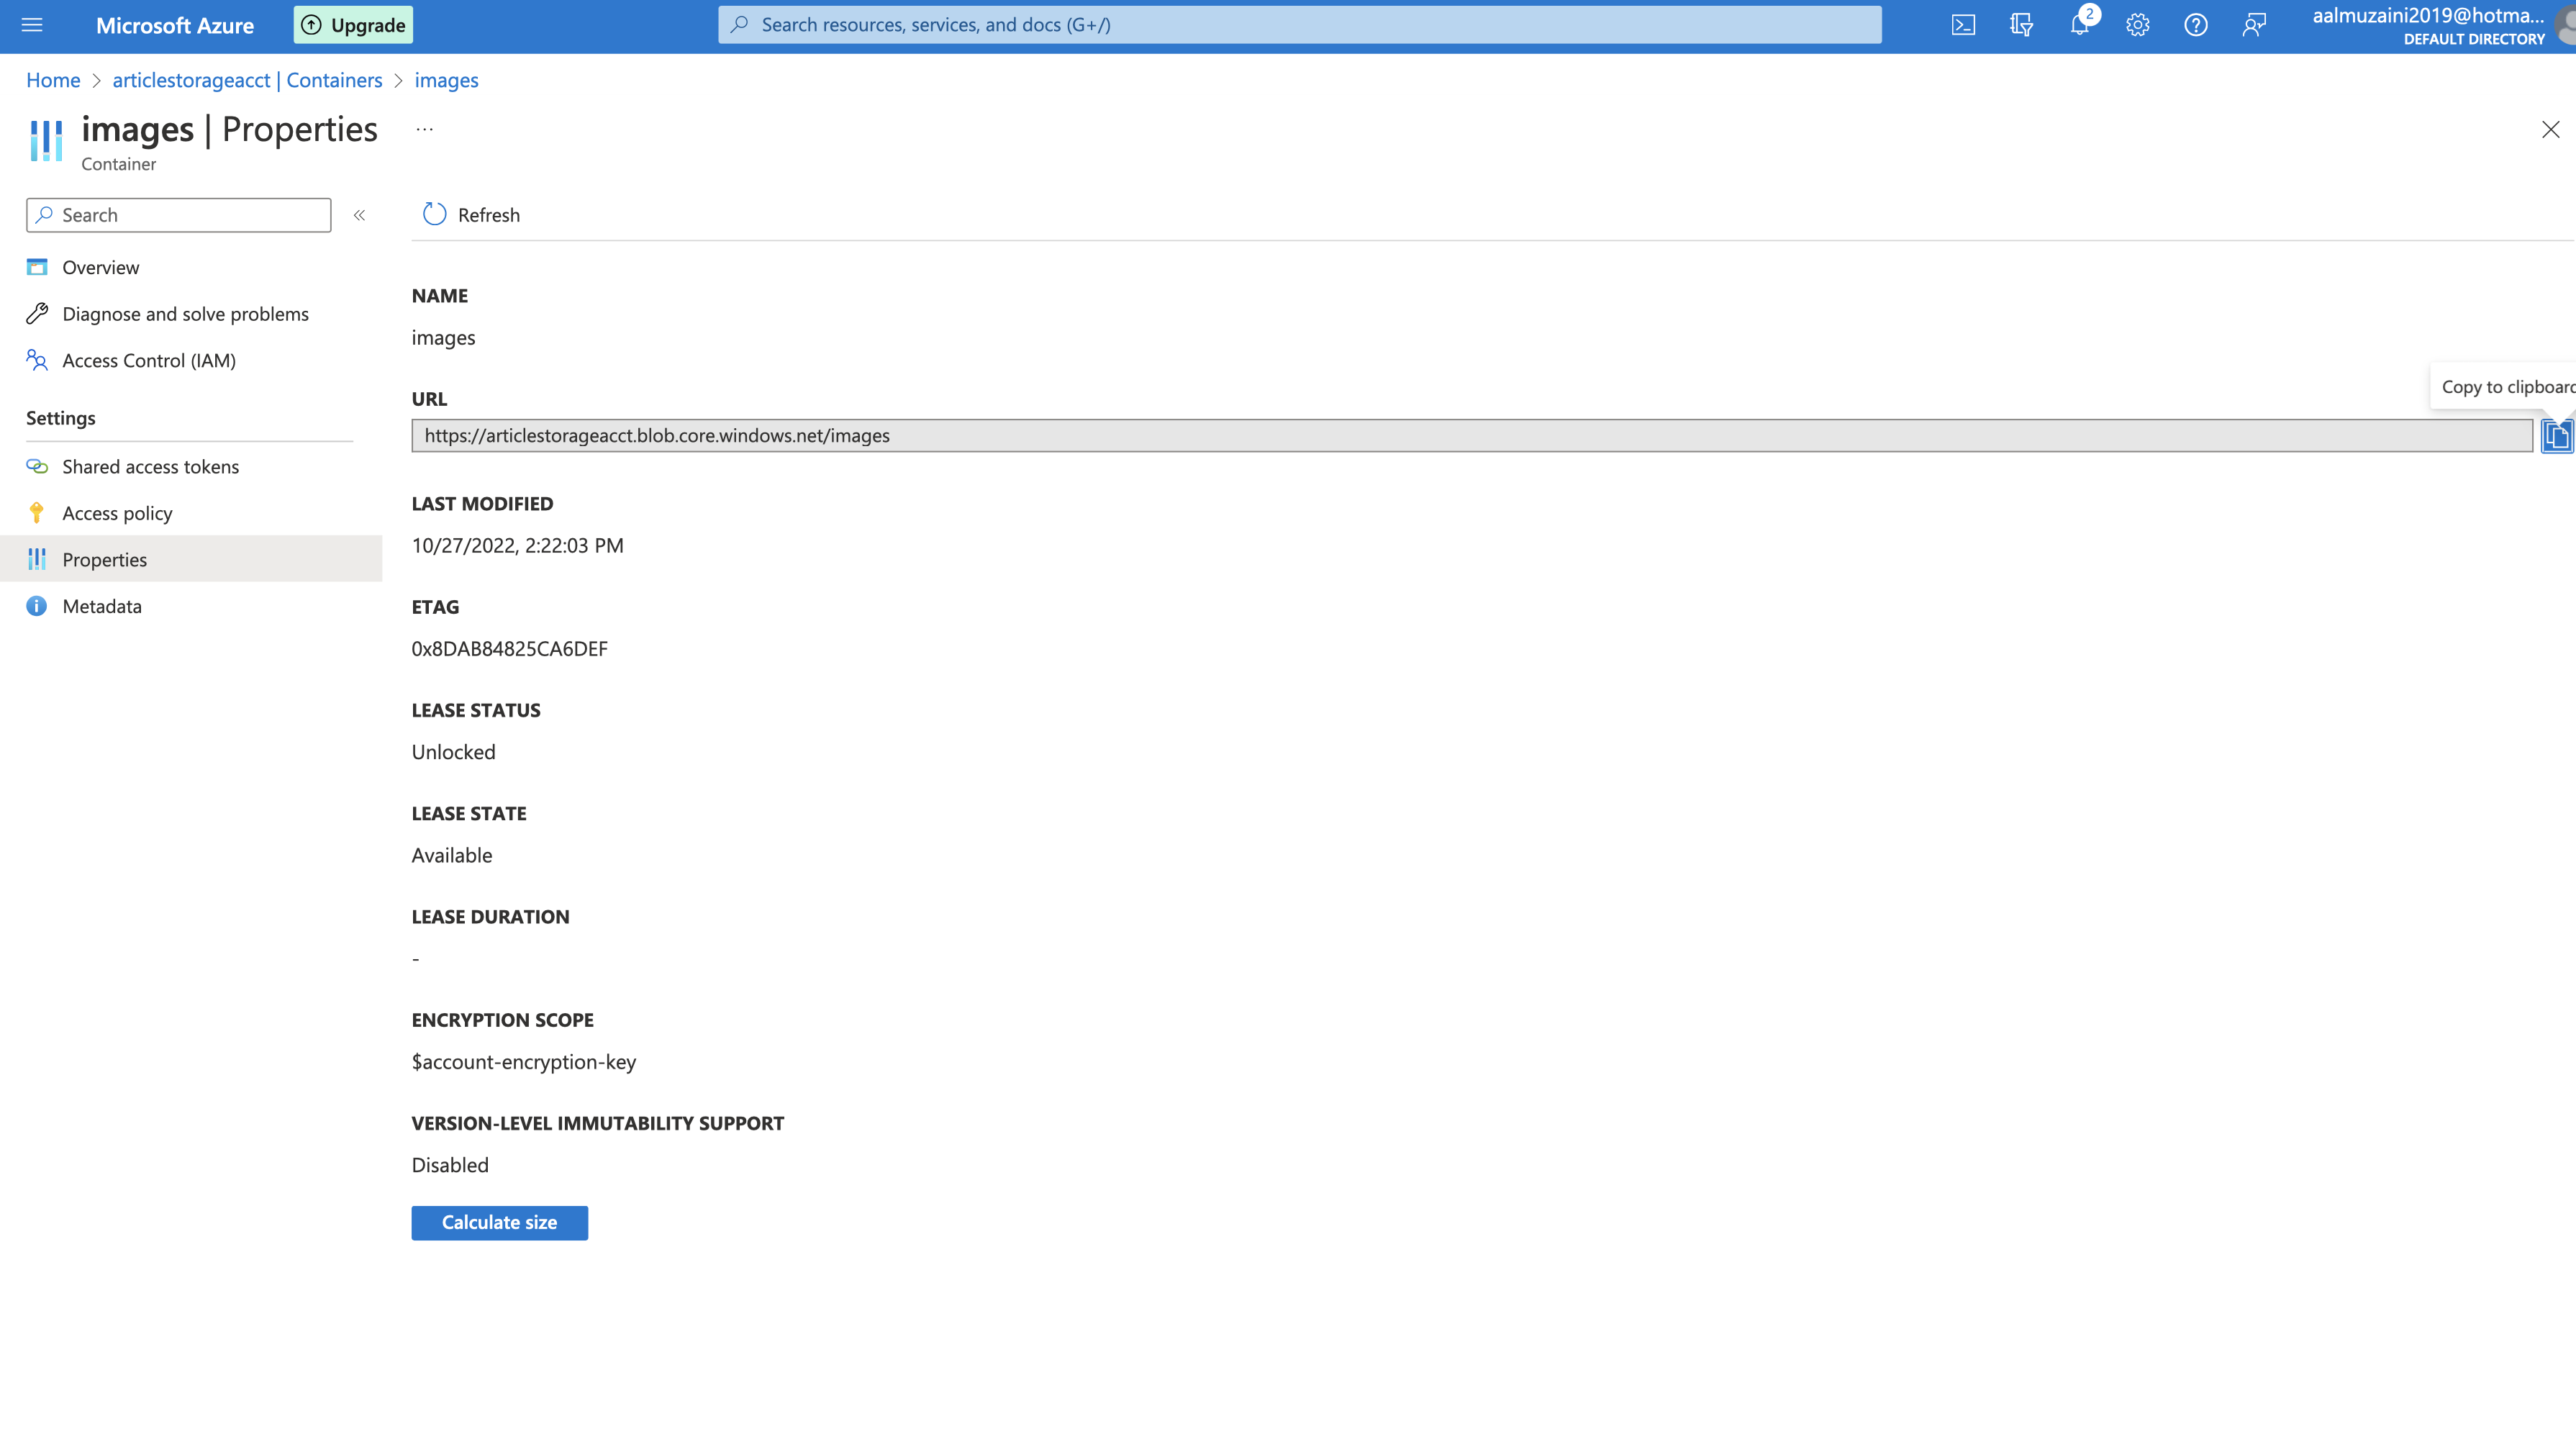 Microsoft Azure
Upgrade
Search resources, services, and docs (G+/)
2
aalmuzaini2019@hotma...
DEFAULT DIRECTORY
Home > articlestorageacct | Containers > images
images | Properties ...
Container
Search «
Refresh
Overview
Diagnose and solve problems
Access Control (IAM)
Settings
Shared access tokens
Access policy
Properties
Metadata
NAME
images
Copy to clipboard
URL
https://articlestorageacct.blob.core.windows.net/images
LAST MODIFIED
10/27/2022, 2:22:03 PM
ETAG
0x8DAB84825CA6DEF
LEASE STATUS
Unlocked
LEASE STATE
Available
LEASE DURATION
-
ENCRYPTION SCOPE
$account-encryption-key
VERSION-LEVEL IMMUTABILITY SUPPORT
Disabled
Calculate size